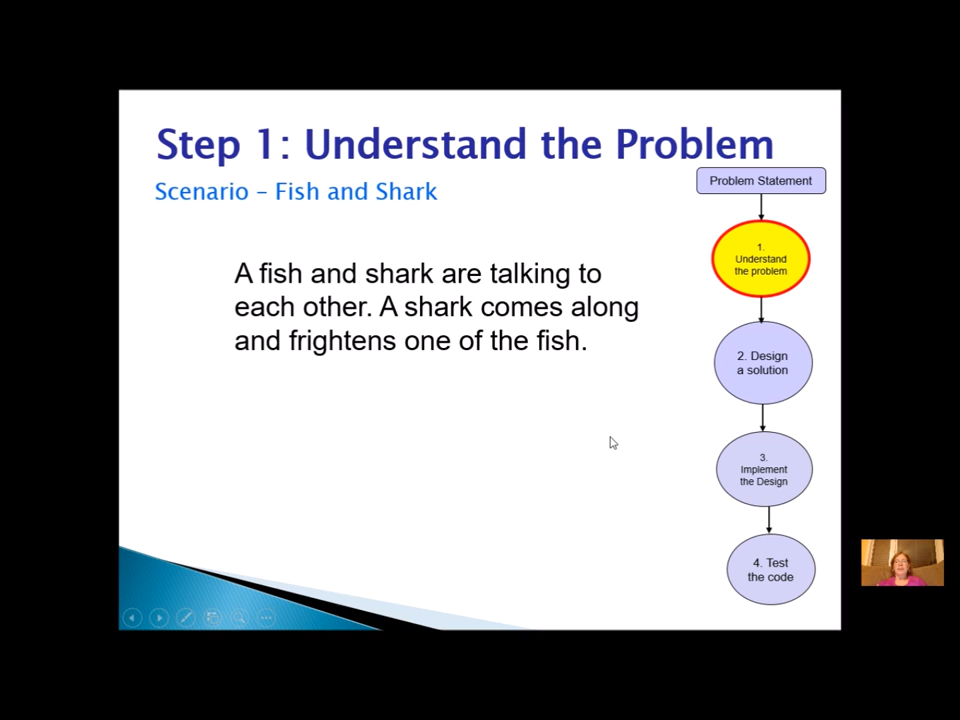 Step 1: Understand the Problem
Scenario – Fish and Shark
A fish and shark are talking to
each other. A shark comes along
and frightens one of the fish.
Problem Statement
1.
Understand
the problem
2. Design
a solution
3.
Implement
the Design
4. Test
the code